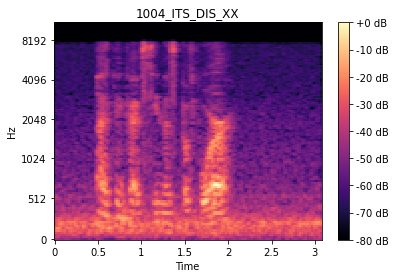 1004_ITS_DIS_XX
8192
4096
2048
1024
512
0
Hz
0
0.5
1
1.5
2
2.5
3
Time
+0 dB
-10 dB
-20 dB
-30 dB
-40 dB
-50 dB
-60 dB
-70 dB
-80 dB